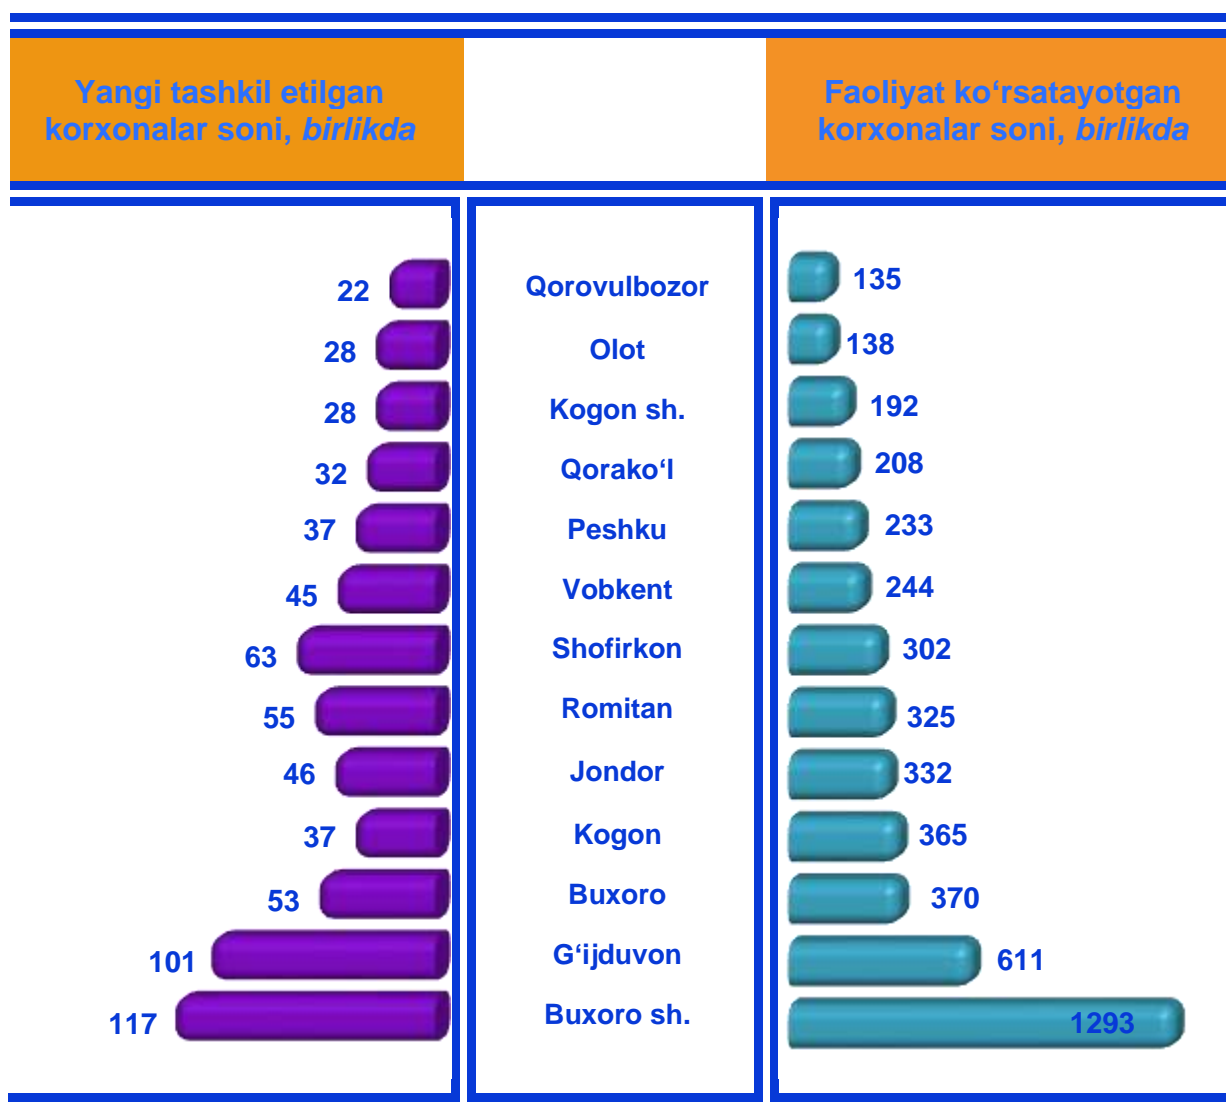 Yangi tashkil etilgan
korxonalar soni, birlikda
Faoliyat ko‘rsatayotgan
korxonalar soni, birlikda
22 Qorovulbozor 135
28 Olot 138
28 Kogon sh. 192
32 Qorako‘l 208
37 Peshku 233
45 Vobkent 244
63 Shofirkon 302
55 Romitan 325
46 Jondor 332
37 Kogon 365
53 Buxoro 370
101 G‘ijduvon 611
117 Buxoro sh. 1293